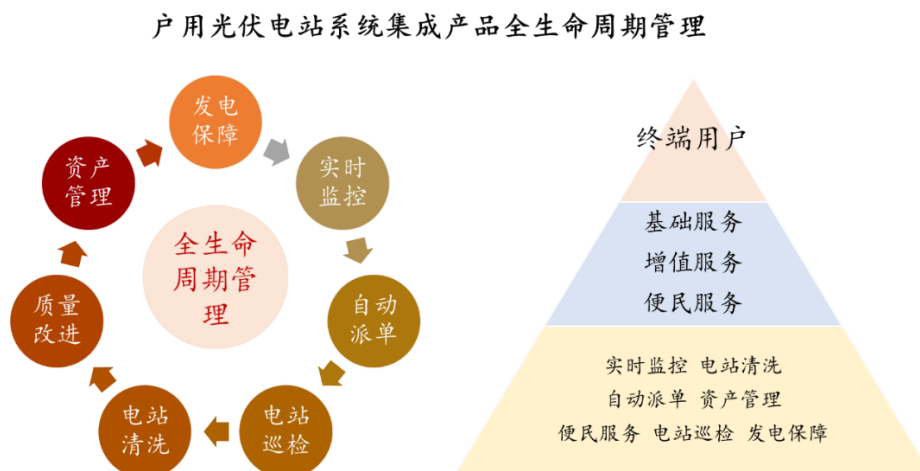 户用光伏电站系统集成产品全生命周期管理
发电
保障
实时
监控
自动
派单
电站
巡检
电站
清洗
质量
改进
资产
管理
全生命
周期管
理
终端用户
基础服务
增值服务
便民服务
实时监控 电站清洗
自动派单 资产管理
便民服务 电站巡检 发电保障